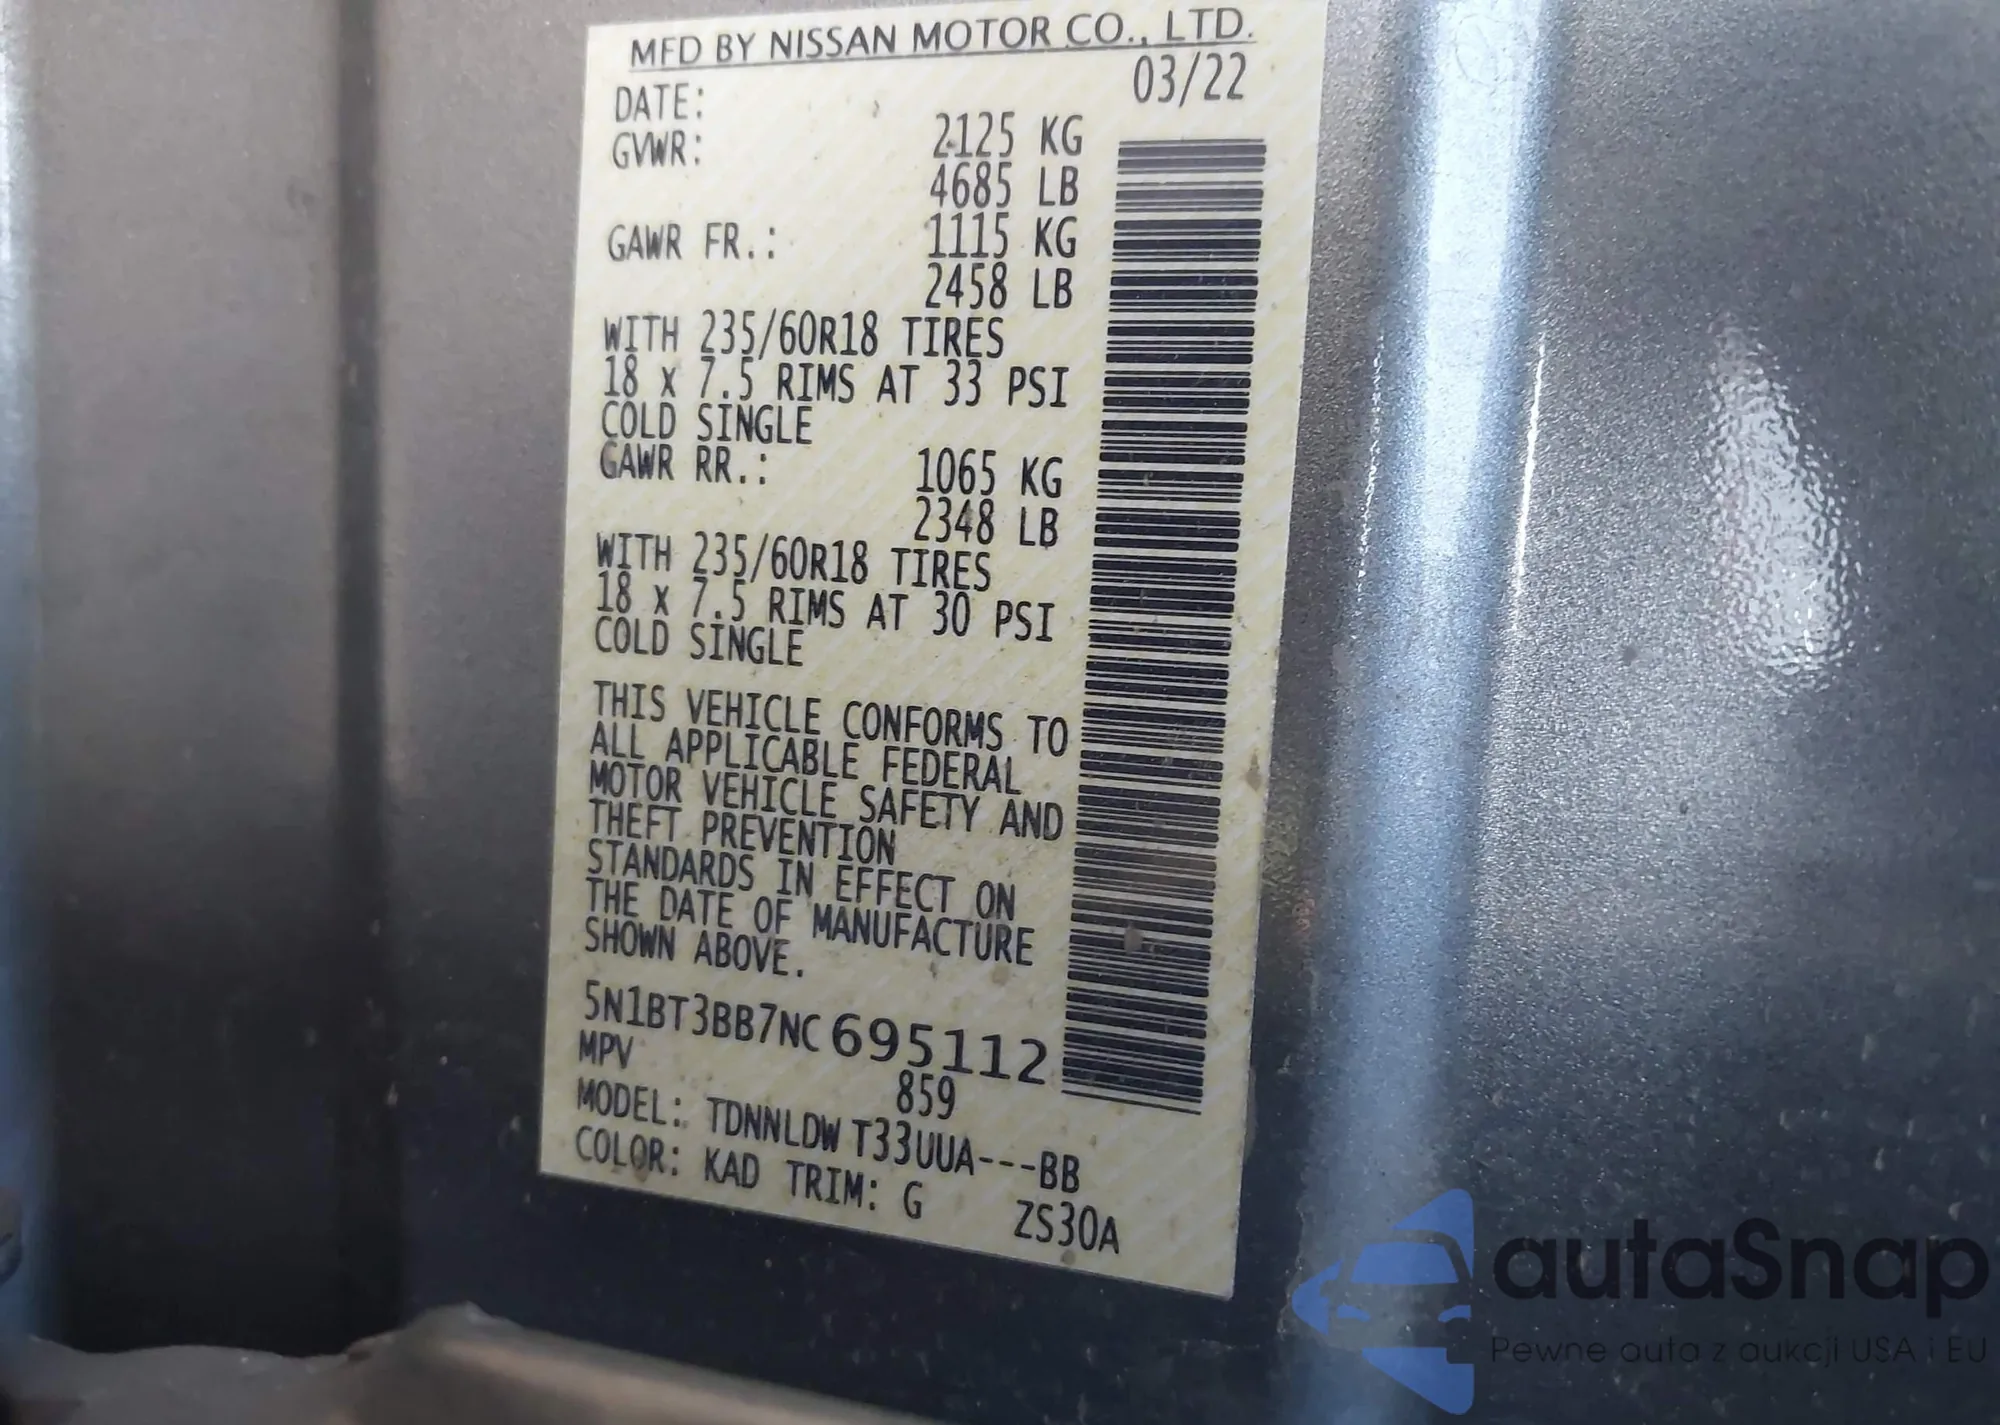 MFD BY NISSAN MOTOR CO., LTD.
DATE: 03/22
GVWR: 2125 KG
4685 LB
GAWR FR.: 1115 KG
2458 LB
WITH 235/60R18 TIRES
18 x 7.5 RIMS AT 33 PSI
COLD SINGLE
GAWR RR.: 1065 KG
2348 LB
WITH 235/60R18 TIRES
18 x 7.5 RIMS AT 30 PSI
COLD SINGLE
THIS VEHICLE CONFORMS TO
ALL APPLICABLE FEDERAL
MOTOR VEHICLE SAFETY AND
THEFT PREVENTION
STANDARDS IN EFFECT ON
THE DATE OF MANUFACTURE
SHOWN ABOVE.
5N1BT3BB7NC695112
MPV 859
MODEL: TDNNLDW T33UUA---BB
COLOR: KAD TRIM: G ZS30A
autaSnap
Pewne auta z aukcji USA i EU